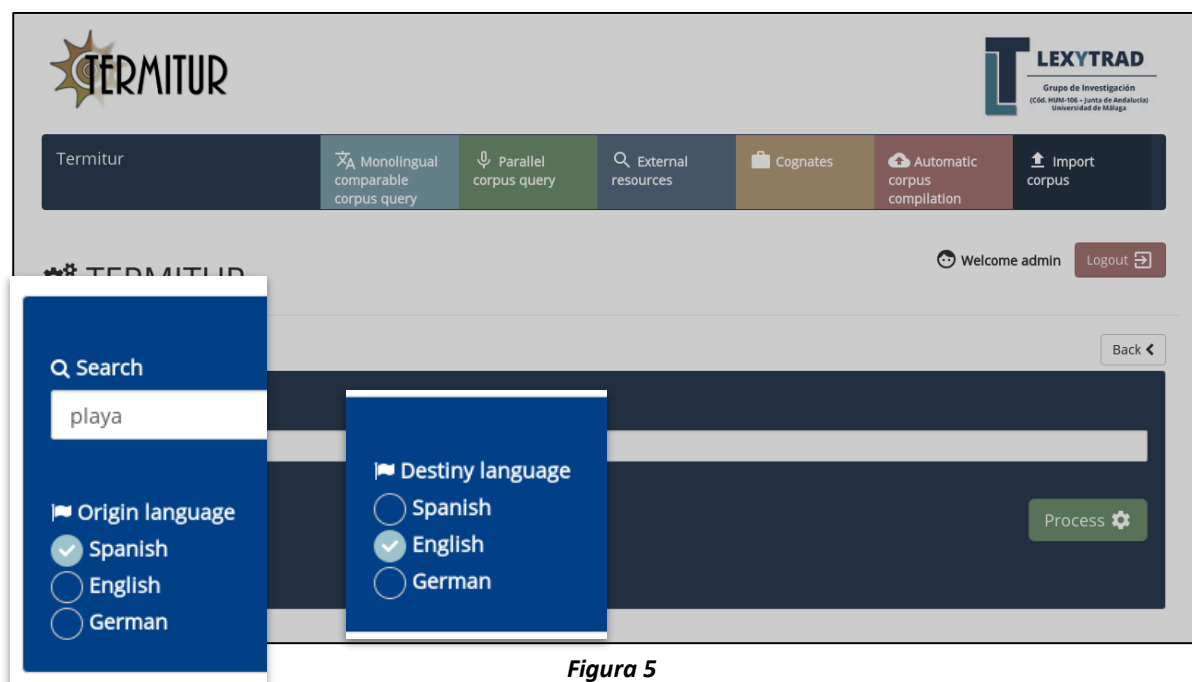 TERMITUR
LEXYTRAD
Grupo de Investigación
(Cód. HUM-106 – Junta de Andalucía)
Universidad de Málaga
Termitur
Monolingual
comparable
corpus query
Parallel
corpus query
External
resources
Cognates
Automatic
corpus
compilation
Import
corpus
TERMITUR
Welcome admin
Logout
Back
Search
playa
Origin language
Spanish
English
German
Destiny language
Spanish
English
German
Process
Figura 5